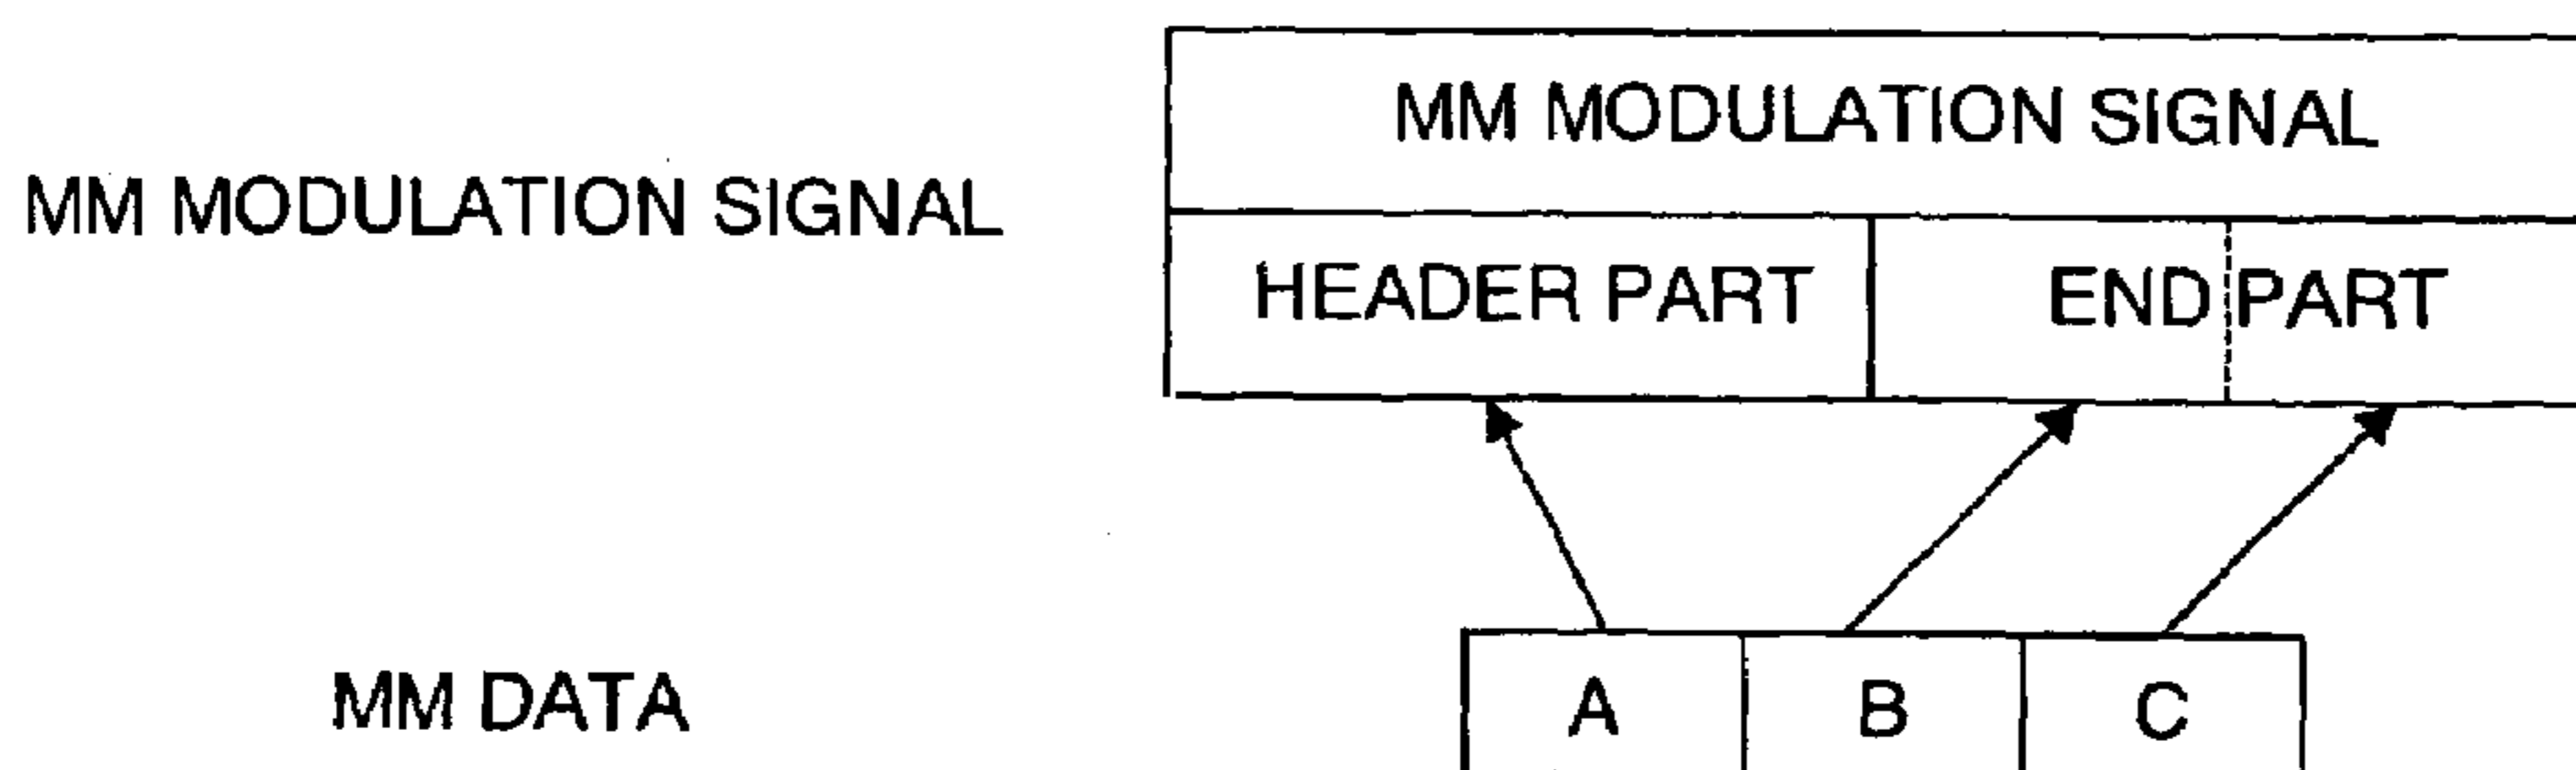 MM MODULATION SIGNAL
MM MODULATION SIGNAL
HEADER PART
END PART
MM DATA
A
B
C